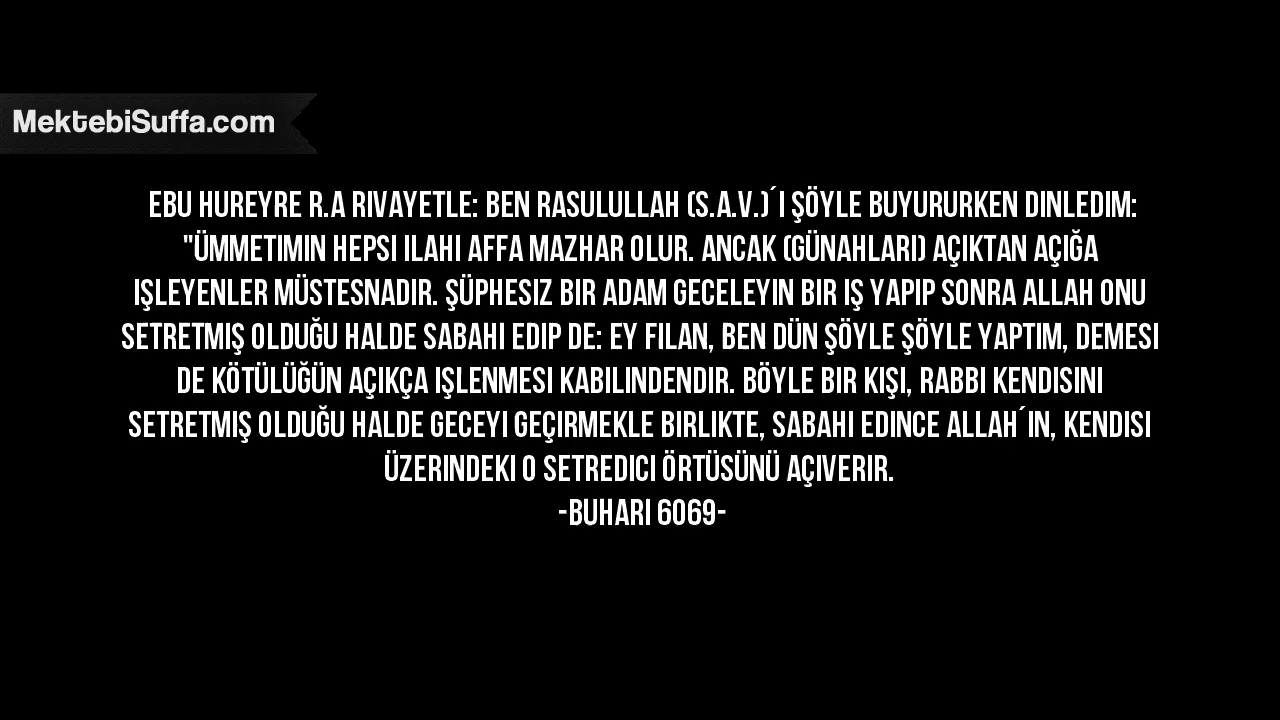 MektebiSuffa.com
EBU HUREYRE R.A RIVAYETLE: BEN RASULULLAH (S.A.V.)´I ŞÖYLE BUYURURKEN DINLEDIM:
"ÜMMETIMIN HEPSI ILAHI AFFA MAZHAR OLUR. ANCAK (GÜNAHLARI) AÇIKTAN AÇIĞA
IŞLEYENLER MÜSTESNADIR. ŞÜPHESIZ BIR ADAM GECELEYIN BIR IŞ YAPIP SONRA ALLAH ONU
SETRETMIŞ OLDUĞU HALDE SABAHI EDIP DE: EY FILAN, BEN DÜN ŞÖYLE ŞÖYLE YAPTIM, DEMESI
DE KÖTÜLÜĞÜN AÇIKÇA IŞLENMESI KABILINDENDIR. BÖYLE BIR KIŞI, RABBI KENDISINI
SETRETMIŞ OLDUĞU HALDE GECEYI GEÇIRMEKLE BIRLIKTE, SABAHI EDINCE ALLAH´IN, KENDISI
ÜZERINDEKI O SETREDICI ÖRTÜSÜNÜ AÇIVERIR.
-BUHARI 6069-